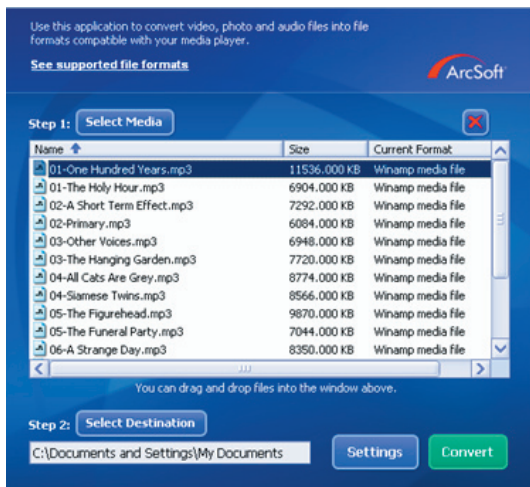 Use this application to convert video, photo and audio files into file
formats compatible with your media player.
See supported file formats
ArcSoft
Step 1: Select Media
Name Size Current Format
01-One Hundred Years.mp3 11536.000 KB Winamp media file
01-The Holy Hour.mp3 6904.000 KB Winamp media file
02-A Short Term Effect.mp3 7292.000 KB Winamp media file
02-Primary.mp3 6084.000 KB Winamp media file
03-Other Voices.mp3 6948.000 KB Winamp media file
03-The Hanging Garden.mp3 7720.000 KB Winamp media file
04-All Cats Are Grey.mp3 8774.000 KB Winamp media file
04-Siamese Twins.mp3 8566.000 KB Winamp media file
05-The Figurehead.mp3 9870.000 KB Winamp media file
05-The Funeral Party.mp3 7044.000 KB Winamp media file
06-A Strange Day.mp3 8350.000 KB Winamp media file
You can drag and drop files into the window above.
Step 2: Select Destination
C:\Documents and Settings\My Documents Settings Convert